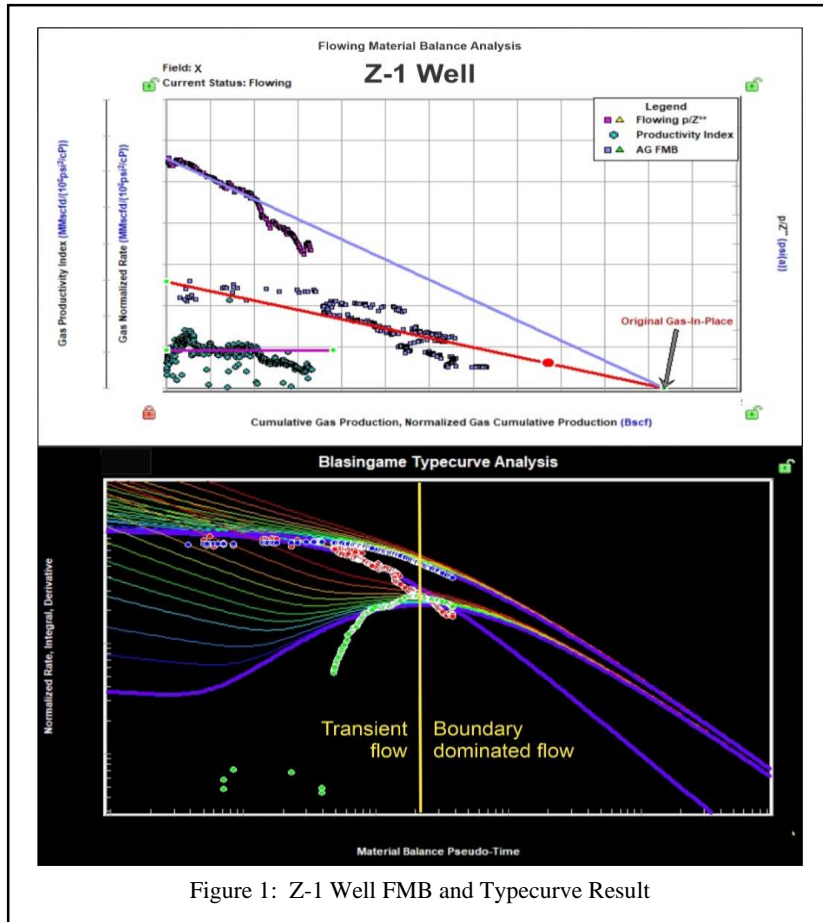 Flowing Material Balance Analysis
Z-1 Well
Field: X
Current Status: Flowing
Legend
Flowing p/Z**
Productivity Index
AG FMB
Gas Productivity Index (MMscfd/(10⁶psi²/cP))
Gas Normalized Rate (MMscfd/(10⁶psi²/cP))
p/Z** (psi(a))
Original Gas-In-Place
Cumulative Gas Production, Normalized Gas Cumulative Production (Bscf)
Blasingame Typecurve Analysis
Normalized Rate, Integral, Derivative
Transient flow
Boundary dominated flow
Material Balance Pseudo-Time
Figure 1: Z-1 Well FMB and Typecurve Result